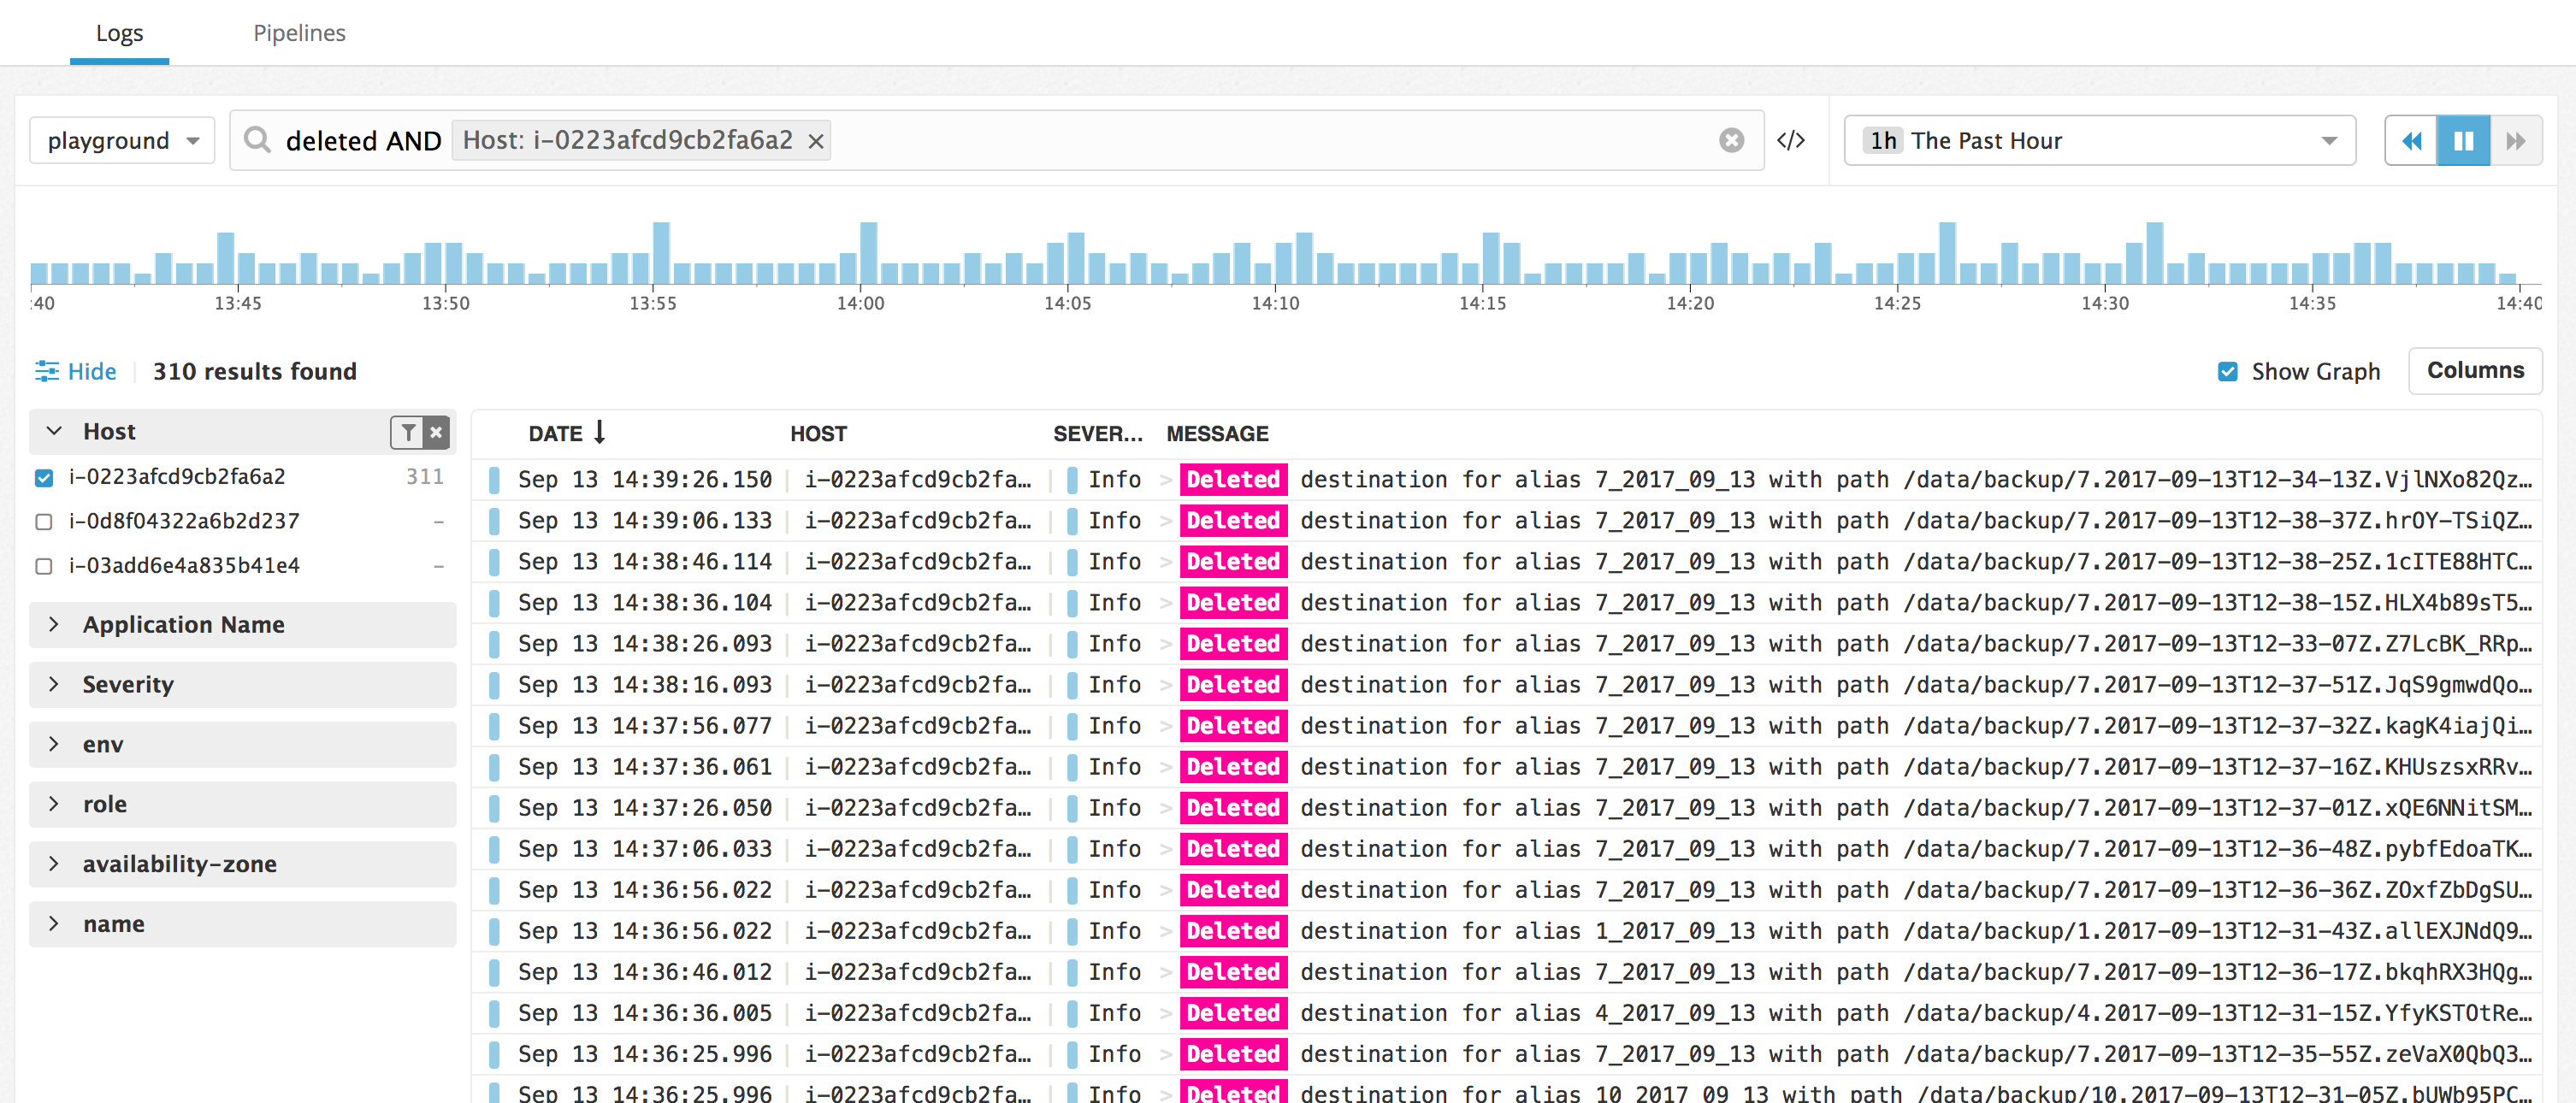 Logs Pipelines
playground deleted AND Host: i-0223afcd9cb2fa6a2 × </> 1h The Past Hour
:40 13:45 13:50 13:55 14:00 14:05 14:10 14:15 14:20 14:25 14:30 14:35 14:40
Hide 310 results found Show Graph Columns
Host
i-0223afcd9cb2fa6a2 311
i-0d8f04322a6b2d237 –
i-03add6e4a835b41e4 –
Application Name
Severity
env
role
availability-zone
name
DATE ↓ HOST SEVER... MESSAGE
Sep 13 14:39:26.150 | i-0223afcd9cb2fa... | Info > Deleted destination for alias 7_2017_09_13 with path /data/backup/7.2017-09-13T12-34-13Z.VjlNXo82Qz...
Sep 13 14:39:06.133 | i-0223afcd9cb2fa... | Info > Deleted destination for alias 7_2017_09_13 with path /data/backup/7.2017-09-13T12-38-37Z.hrOY-TSiQZ...
Sep 13 14:38:46.114 | i-0223afcd9cb2fa... | Info > Deleted destination for alias 7_2017_09_13 with path /data/backup/7.2017-09-13T12-38-25Z.1cITE88HTC...
Sep 13 14:38:36.104 | i-0223afcd9cb2fa... | Info > Deleted destination for alias 7_2017_09_13 with path /data/backup/7.2017-09-13T12-38-15Z.HLX4b89sT5...
Sep 13 14:38:26.093 | i-0223afcd9cb2fa... | Info > Deleted destination for alias 7_2017_09_13 with path /data/backup/7.2017-09-13T12-33-07Z.Z7LcBK_RRp...
Sep 13 14:38:16.093 | i-0223afcd9cb2fa... | Info > Deleted destination for alias 7_2017_09_13 with path /data/backup/7.2017-09-13T12-37-51Z.JqS9gmwdQo...
Sep 13 14:37:56.077 | i-0223afcd9cb2fa... | Info > Deleted destination for alias 7_2017_09_13 with path /data/backup/7.2017-09-13T12-37-32Z.kagK4iajQi...
Sep 13 14:37:36.061 | i-0223afcd9cb2fa... | Info > Deleted destination for alias 7_2017_09_13 with path /data/backup/7.2017-09-13T12-37-16Z.KHUszsxRRv...
Sep 13 14:37:26.050 | i-0223afcd9cb2fa... | Info > Deleted destination for alias 7_2017_09_13 with path /data/backup/7.2017-09-13T12-37-01Z.xQE6NNitSM...
Sep 13 14:37:06.033 | i-0223afcd9cb2fa... | Info > Deleted destination for alias 7_2017_09_13 with path /data/backup/7.2017-09-13T12-36-48Z.pybfEdoaTK...
Sep 13 14:36:56.022 | i-0223afcd9cb2fa... | Info > Deleted destination for alias 7_2017_09_13 with path /data/backup/7.2017-09-13T12-36-36Z.ZOxfZbDgSU...
Sep 13 14:36:56.022 | i-0223afcd9cb2fa... | Info > Deleted destination for alias 1_2017_09_13 with path /data/backup/1.2017-09-13T12-31-43Z.allEXJNdQ9...
Sep 13 14:36:46.012 | i-0223afcd9cb2fa... | Info > Deleted destination for alias 7_2017_09_13 with path /data/backup/7.2017-09-13T12-36-17Z.bkqhRX3HQg...
Sep 13 14:36:36.005 | i-0223afcd9cb2fa... | Info > Deleted destination for alias 4_2017_09_13 with path /data/backup/4.2017-09-13T12-31-15Z.YfyKSTOtRe...
Sep 13 14:36:25.996 | i-0223afcd9cb2fa... | Info > Deleted destination for alias 7_2017_09_13 with path /data/backup/7.2017-09-13T12-35-55Z.zeVaX0QbQ3...
Sep 13 14:36:25.996 | i-0223afcd9cb2fa... | Info > Deleted destination for alias 10_2017_09_13 with path /data/backup/10.2017-09-13T12-31-05Z.bUWb95PC...